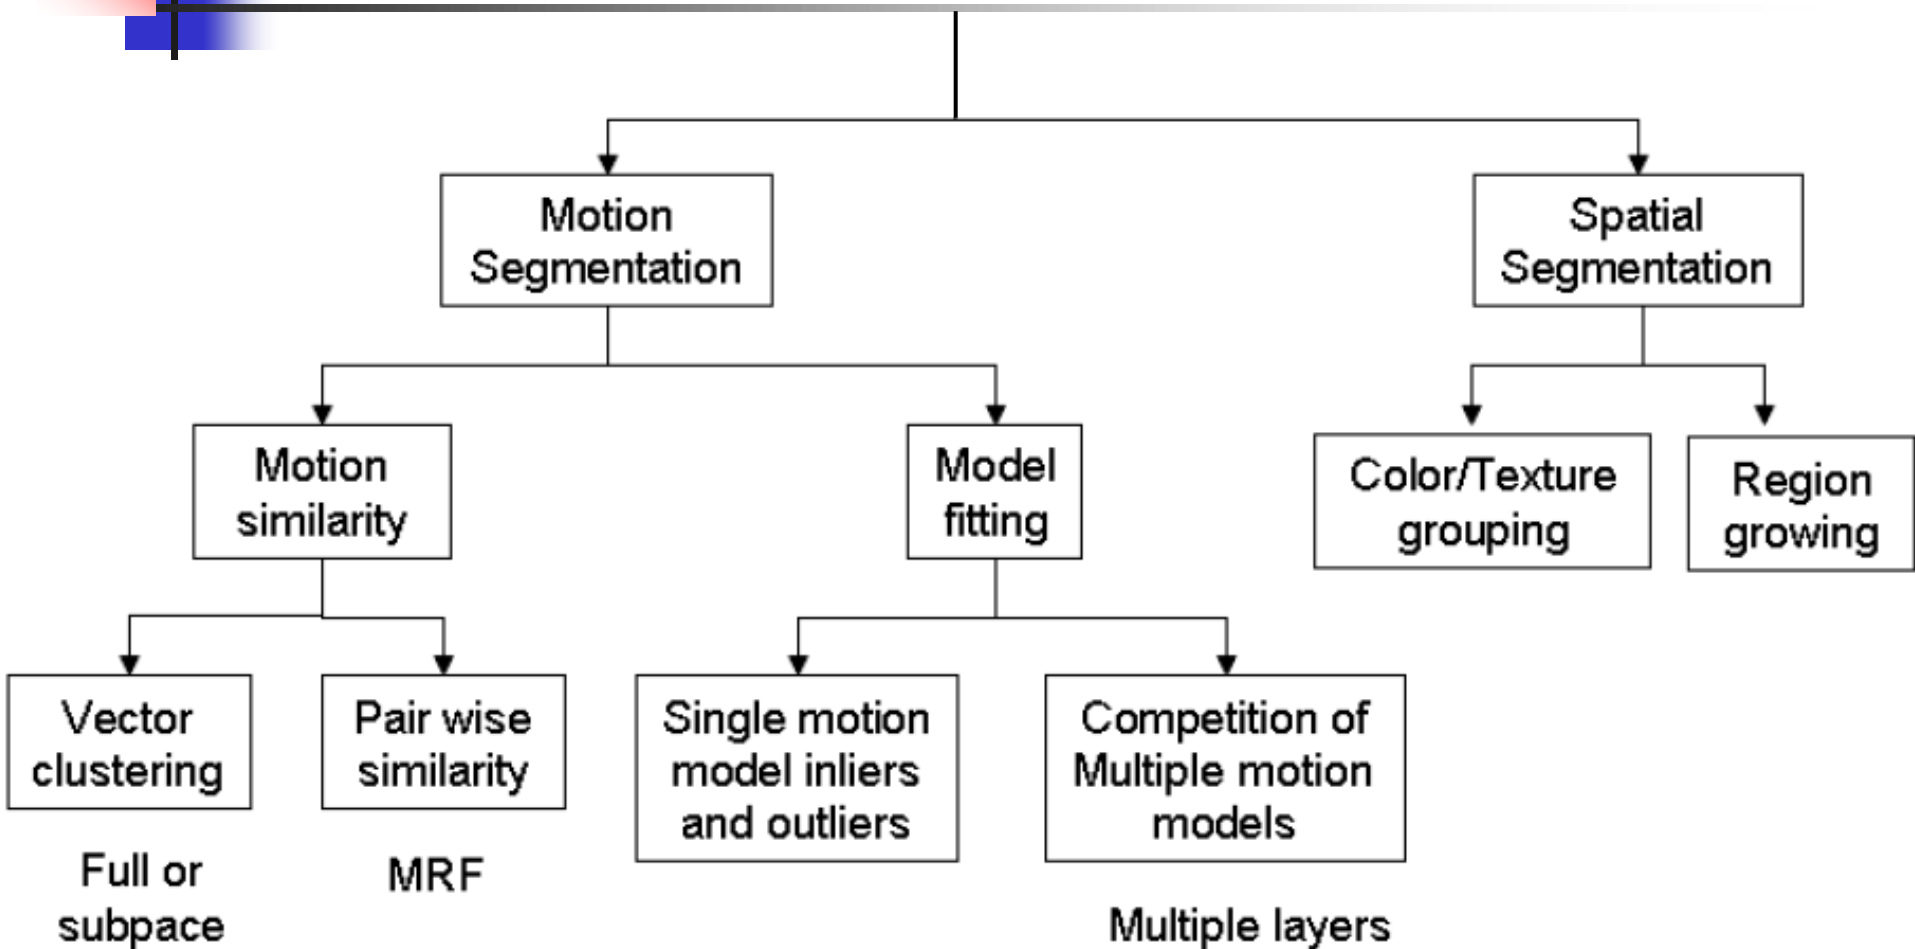 Motion
Segmentation
Spatial
Segmentation
Motion
similarity
Model
fitting
Color/Texture
grouping
Region
growing
Vector
clustering
Pair wise
similarity
Single motion
model inliers
and outliers
Competition of
Multiple motion
models
Full or
subpace
MRF
Multiple layers